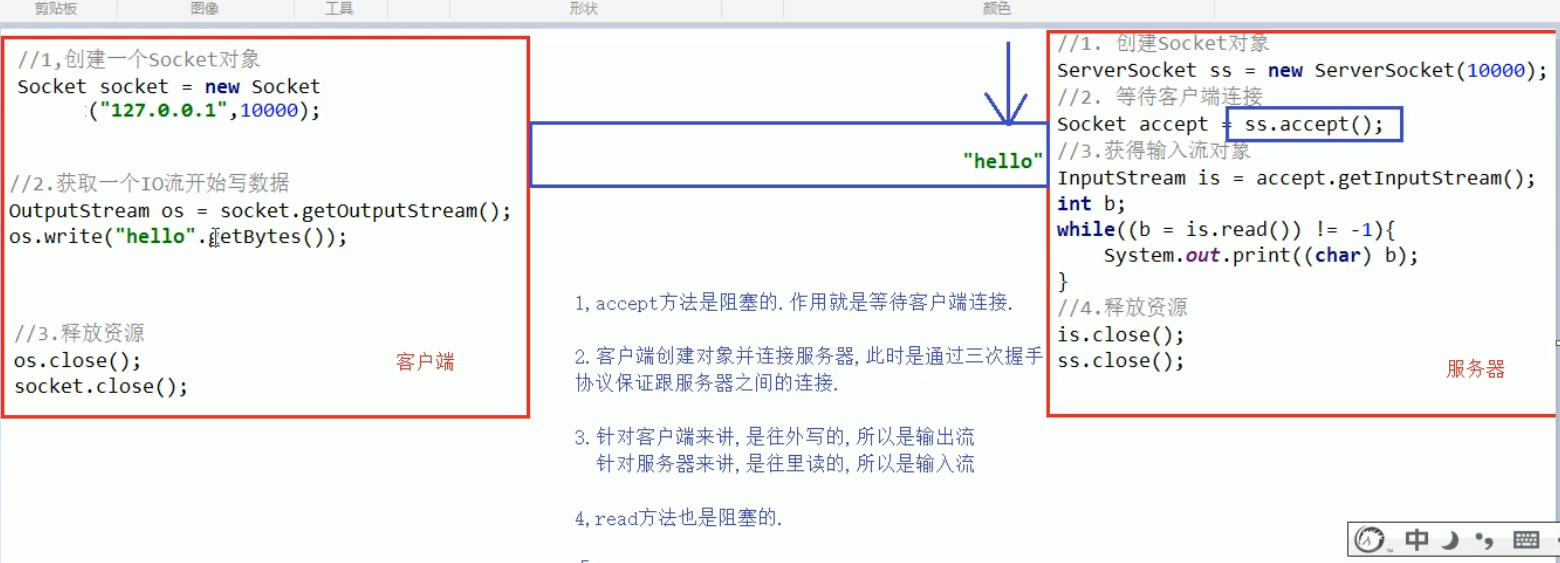 剪贴板
图像
工具
形状
颜色
//1,创建一个Socket对象
Socket socket = new Socket
("127.0.0.1",10000);
//2.获取一个IO流开始写数据
OutputStream os = socket.getOutputStream();
os.write("hello".getBytes());
//3.释放资源
os.close();
socket.close();
客户端
"hello"
1,accept方法是阻塞的.作用就是等待客户端连接.
2.客户端创建对象并连接服务器,此时是通过三次握手
协议保证跟服务器之间的连接.
3.针对客户端来讲,是往外写的,所以是输出流
针对服务器来讲,是往里读的,所以是输入流
4,read方法也是阻塞的.
//1. 创建Socket对象
ServerSocket ss = new ServerSocket(10000);
//2. 等待客户端连接
Socket accept = ss.accept();
//3.获得输入流对象
InputStream is = accept.getInputStream();
int b;
while((b = is.read()) != -1){
System.out.print((char) b);
}
//4.释放资源
is.close();
ss.close();
服务器
中